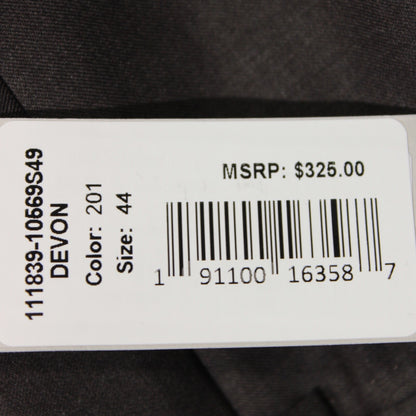 111839-10569S49
DEVON
Color: 201
Size: 44
MSRP: $325.00
1 91100 16358 7